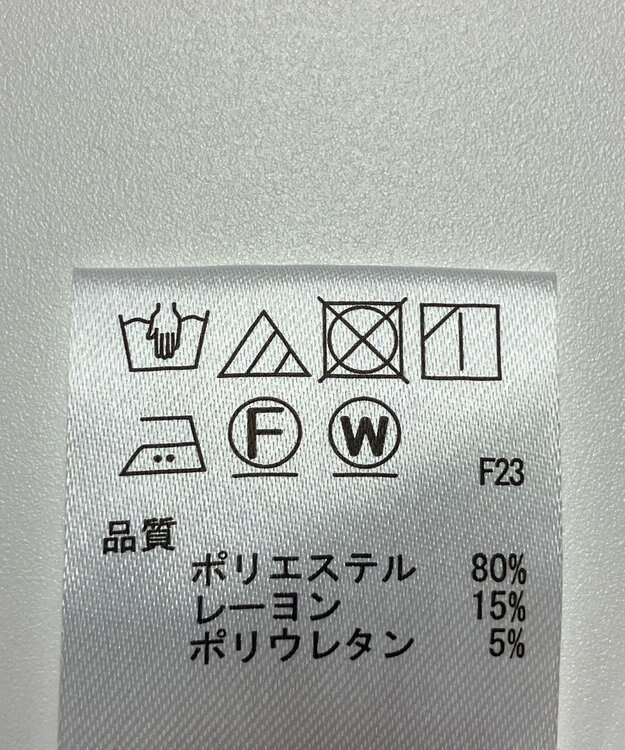 F W F23
品質
ポリエステル 80%
レーヨン 15%
ポリウレタン 5%